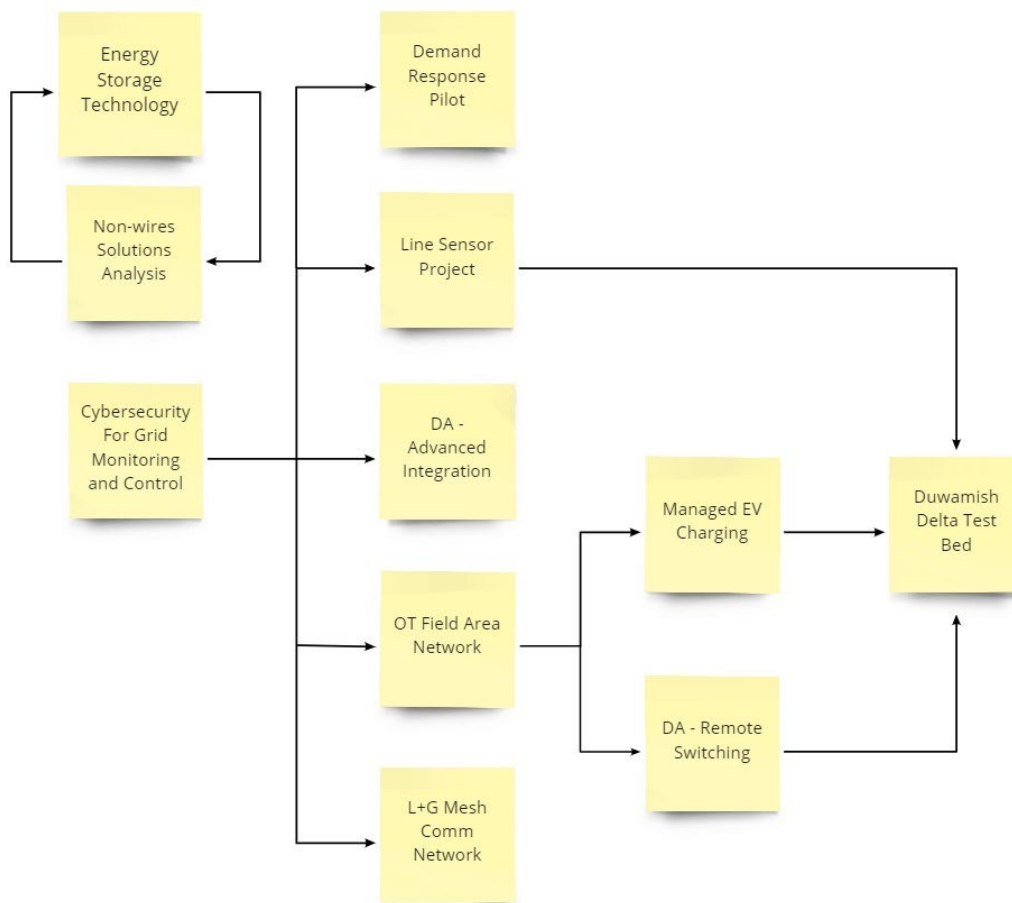 Energy
Storage
Technology
Non-wires
Solutions
Analysis
Cybersecurity
For Grid
Monitoring
and Control
Demand
Response
Pilot
Line Sensor
Project
DA -
Advanced
Integration
OT Field Area
Network
L+G Mesh
Comm
Network
Managed EV
Charging
DA - Remote
Switching
Duwamish
Delta Test
Bed